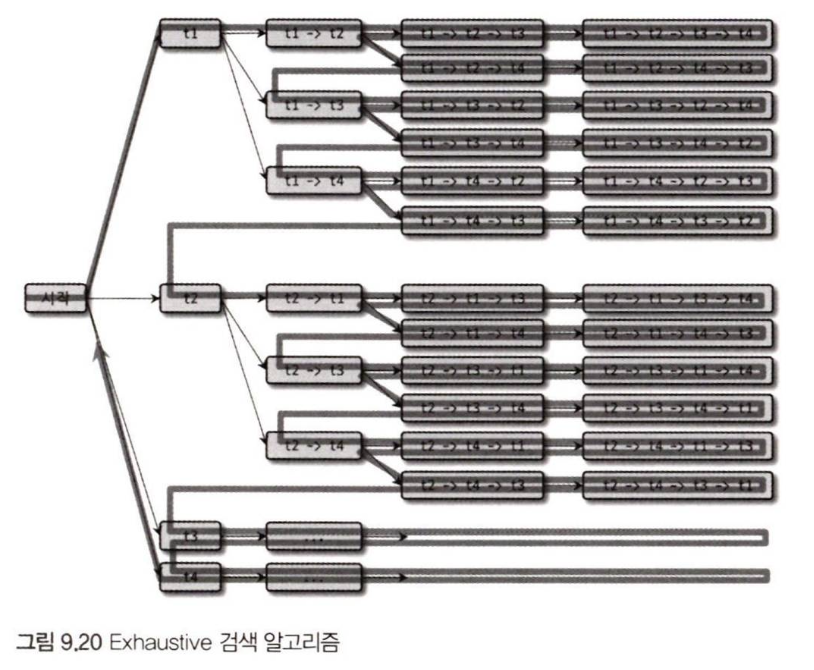 t1
t1 -> t2
t1 -> t2 -> t3
t1 -> t2 -> t3 -> t4
t1 -> t2 -> t4
t1 -> t2 -> t4 -> t3
t1 -> t3
t1 -> t3 -> t2
t1 -> t3 -> t2 -> t4
t1 -> t3 -> t4
t1 -> t3 -> t4 -> t2
t1 -> t4
t1 -> t4 -> t2
t1 -> t4 -> t2 -> t3
t1 -> t4 -> t3
t1 -> t4 -> t3 -> t2
시작
t2
t2 -> t1
t2 -> t1 -> t3
t2 -> t1 -> t3 -> t4
t2 -> t1 -> t4
t2 -> t1 -> t4 -> t3
t2 -> t3
t2 -> t3 -> t1
t2 -> t3 -> t1 -> t4
t2 -> t3 -> t4
t2 -> t3 -> t4 -> t1
t2 -> t4
t2 -> t4 -> t1
t2 -> t4 -> t1 -> t3
t2 -> t4 -> t3
t2 -> t4 -> t3 -> t1
t3
...
t4
...
그림 9.20 Exhaustive 검색 알고리즘